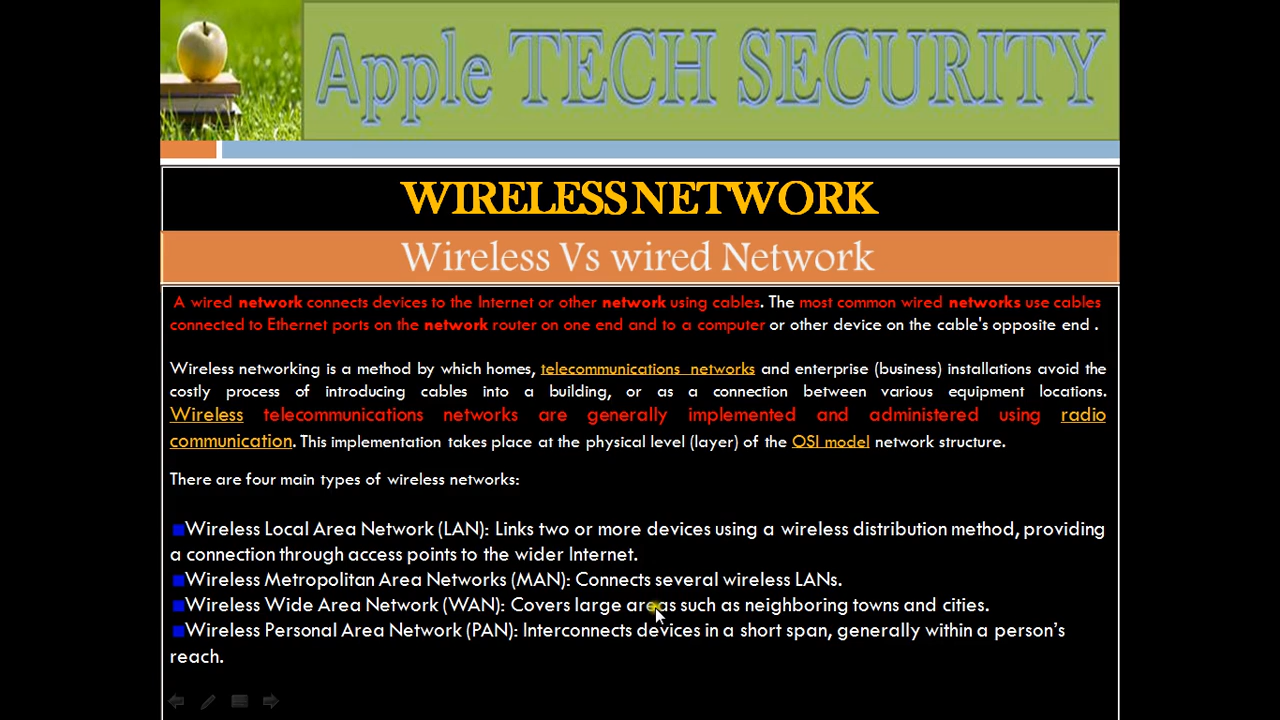 Apple TECH SECURITY
WIRELESS NETWORK
Wireless Vs wired Network
A wired network connects devices to the Internet or other network using cables. The most common wired networks use cables
connected to Ethernet ports on the network router on one end and to a computer or other device on the cable's opposite end .
Wireless networking is a method by which homes, telecommunications networks and enterprise (business) installations avoid the
costly process of introducing cables into a building, or as a connection between various equipment locations.
Wireless telecommunications networks are generally implemented and administered using radio
communication. This implementation takes place at the physical level (layer) of the OSI model network structure.
There are four main types of wireless networks:
Wireless Local Area Network (LAN): Links two or more devices using a wireless distribution method, providing
a connection through access points to the wider Internet.
Wireless Metropolitan Area Networks (MAN): Connects several wireless LANs.
Wireless Wide Area Network (WAN): Covers large areas such as neighboring towns and cities.
Wireless Personal Area Network (PAN): Interconnects devices in a short span, generally within a person's
reach.